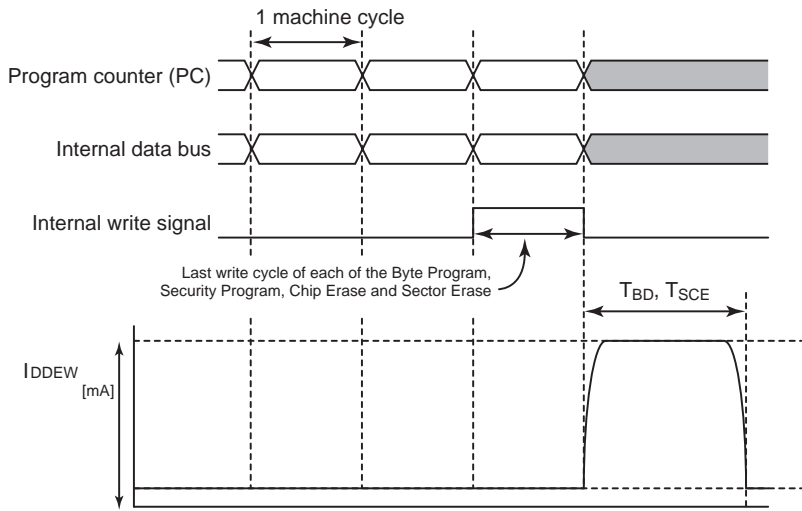 1 machine cycle
Program counter (PC)
Internal data bus
Internal write signal
Last write cycle of each of the Byte Program,
Security Program, Chip Erase and Sector Erase
TBD, TSCE
IDDEW
[mA]